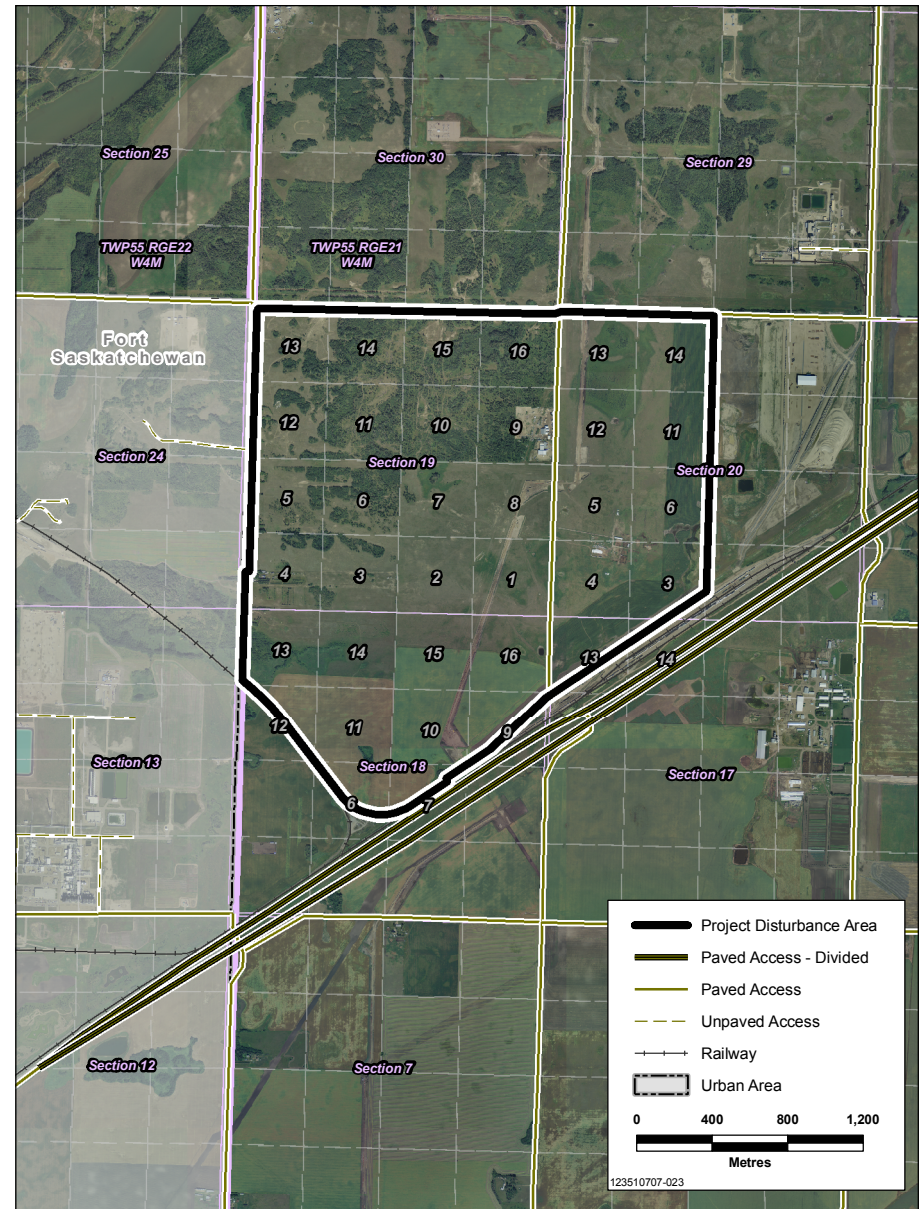 Section 25
Section 30
Section 29
TWP55 RGE22
W4M
TWP55 RGE21
W4M
Fort
Saskatchewan
13 14 15 16 13 14
12 11 10 9 12 11
Section 24
Section 19
Section 20
5 6 7 8 5 6
4 3 2 1 4 3
13 14 15 16 13 14
12 11 10 9
Section 13
Section 18
Section 17
6 7
Section 12
Section 7
Project Disturbance Area
Paved Access - Divided
Paved Access
Unpaved Access
Railway
Urban Area
0 400 800 1,200
Metres
123510707-023